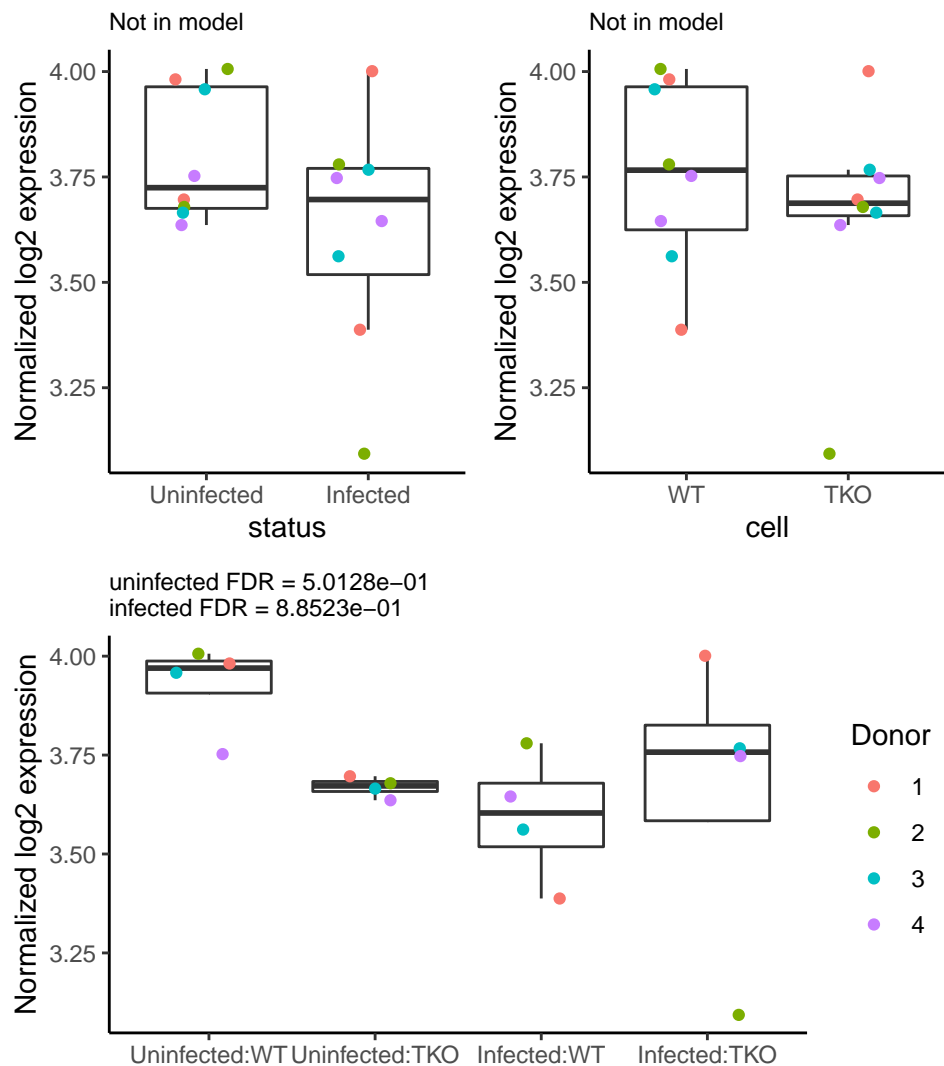 Not in model
Normalized log2 expression
4.00
3.75
3.50
3.25
Uninfected Infected
status
Not in model
Normalized log2 expression
4.00
3.75
3.50
3.25
WT TKO
cell
uninfected FDR = 5.0128e−01
infected FDR = 8.8523e−01
Normalized log2 expression
4.00
3.75
3.50
3.25
Uninfected:WT Uninfected:TKO Infected:WT Infected:TKO
Donor
1
2
3
4